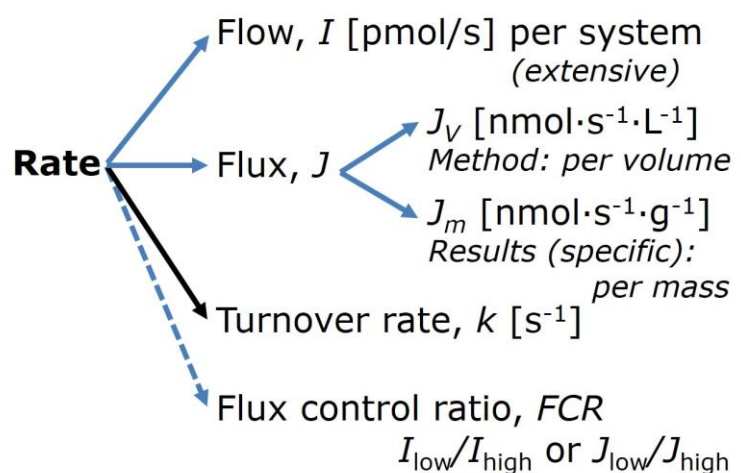 Flow, I [pmol/s] per system
(extensive)
J_V [nmol·s⁻¹·L⁻¹]
Rate Flux, J Method: per volume
J_m [nmol·s⁻¹·g⁻¹]
Results (specific):
per mass
Turnover rate, k [s⁻¹]
Flux control ratio, FCR
I_low/I_high or J_low/J_high